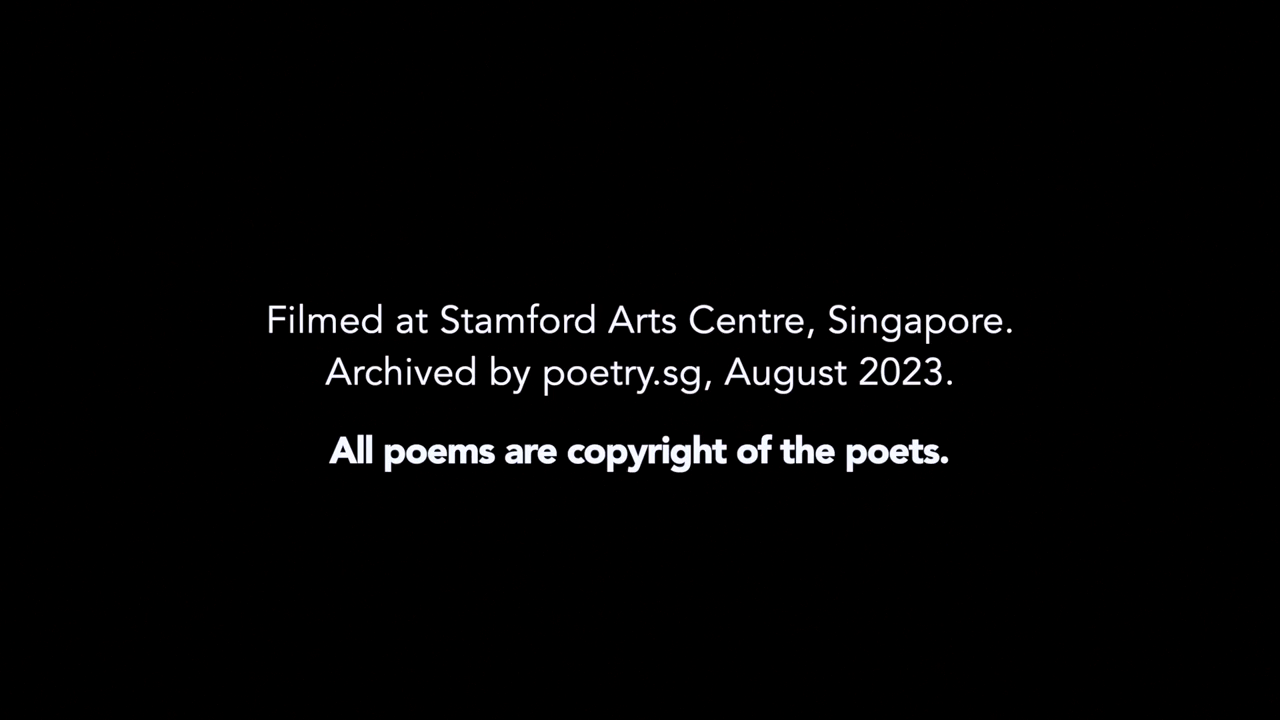 Filmed at Stamford Arts Centre, Singapore.
Archived by poetry.sg, August 2023.
All poems are copyright of the poets.